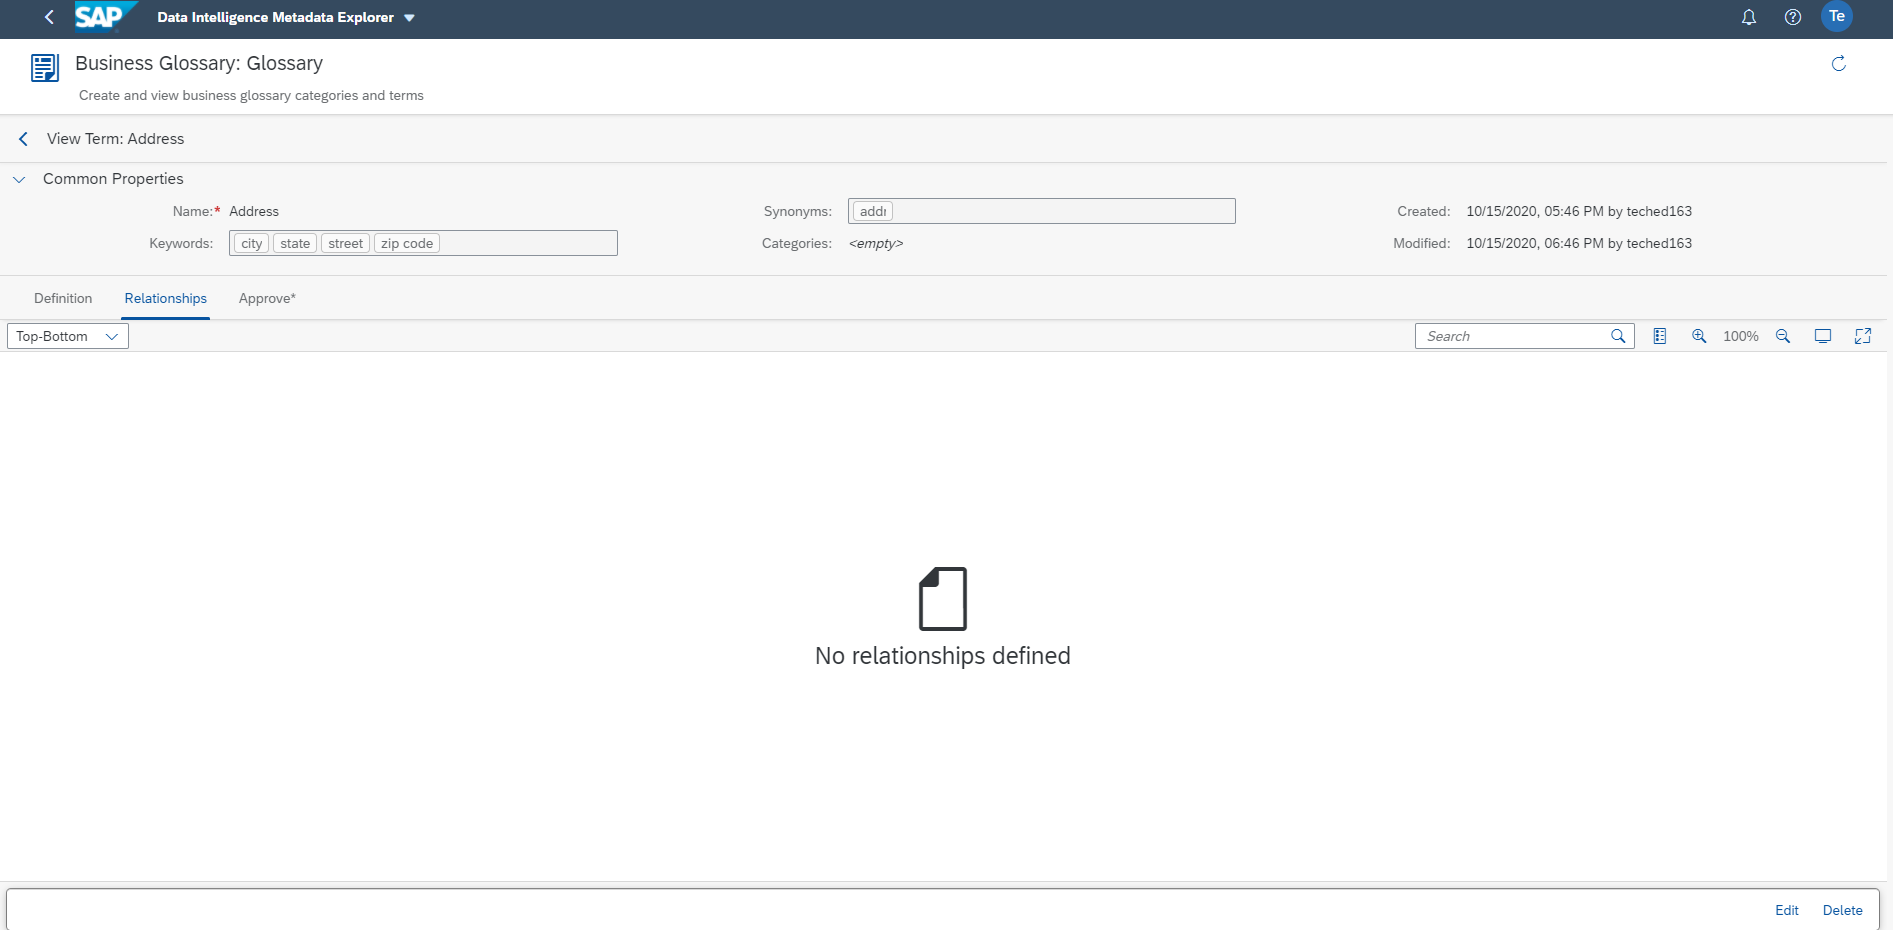 SAP Data Intelligence Metadata Explorer Te
Business Glossary: Glossary
Create and view business glossary categories and terms
View Term: Address
Common Properties
Name:* Address Synonyms: addr Created: 10/15/2020, 05:46 PM by teched163
Keywords: city state street zip code Categories: <empty> Modified: 10/15/2020, 06:46 PM by teched163
Definition Relationships Approve*
Top-Bottom Search 100%
No relationships defined
Edit Delete